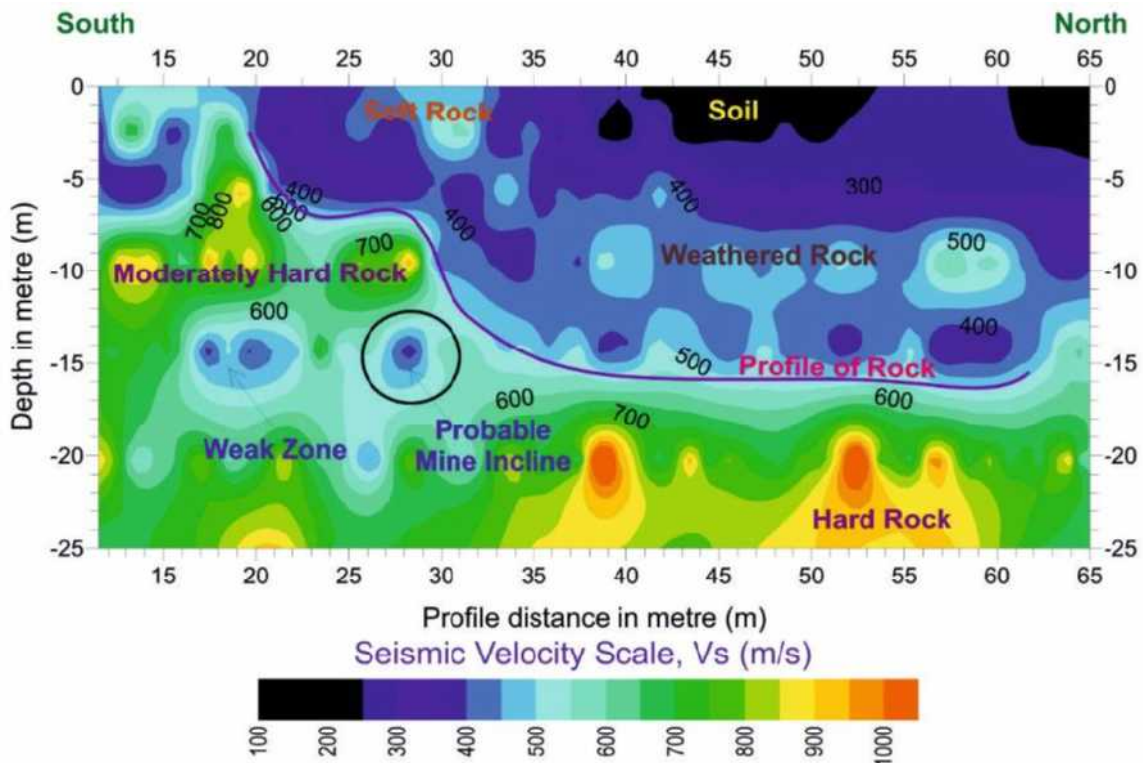 South North
15 20 25 30 35 40 45 50 55 60 65
0 Soft Rock Soil 0
-5 400 600 400 300 -5
700 800 600 400
700 Weathered Rock 500
-10 Moderately Hard Rock -10
600 400
-15 500 Profile of Rock -15
600 600
700
Weak Zone Probable
-20 Mine Incline -20
Hard Rock
-25 -25
15 20 25 30 35 40 45 50 55 60 65
Depth in metre (m)
Depth in metre (m)
Profile distance in metre (m)
Seismic Velocity Scale, Vs (m/s)
100 200 300 400 500 600 700 800 900 1000